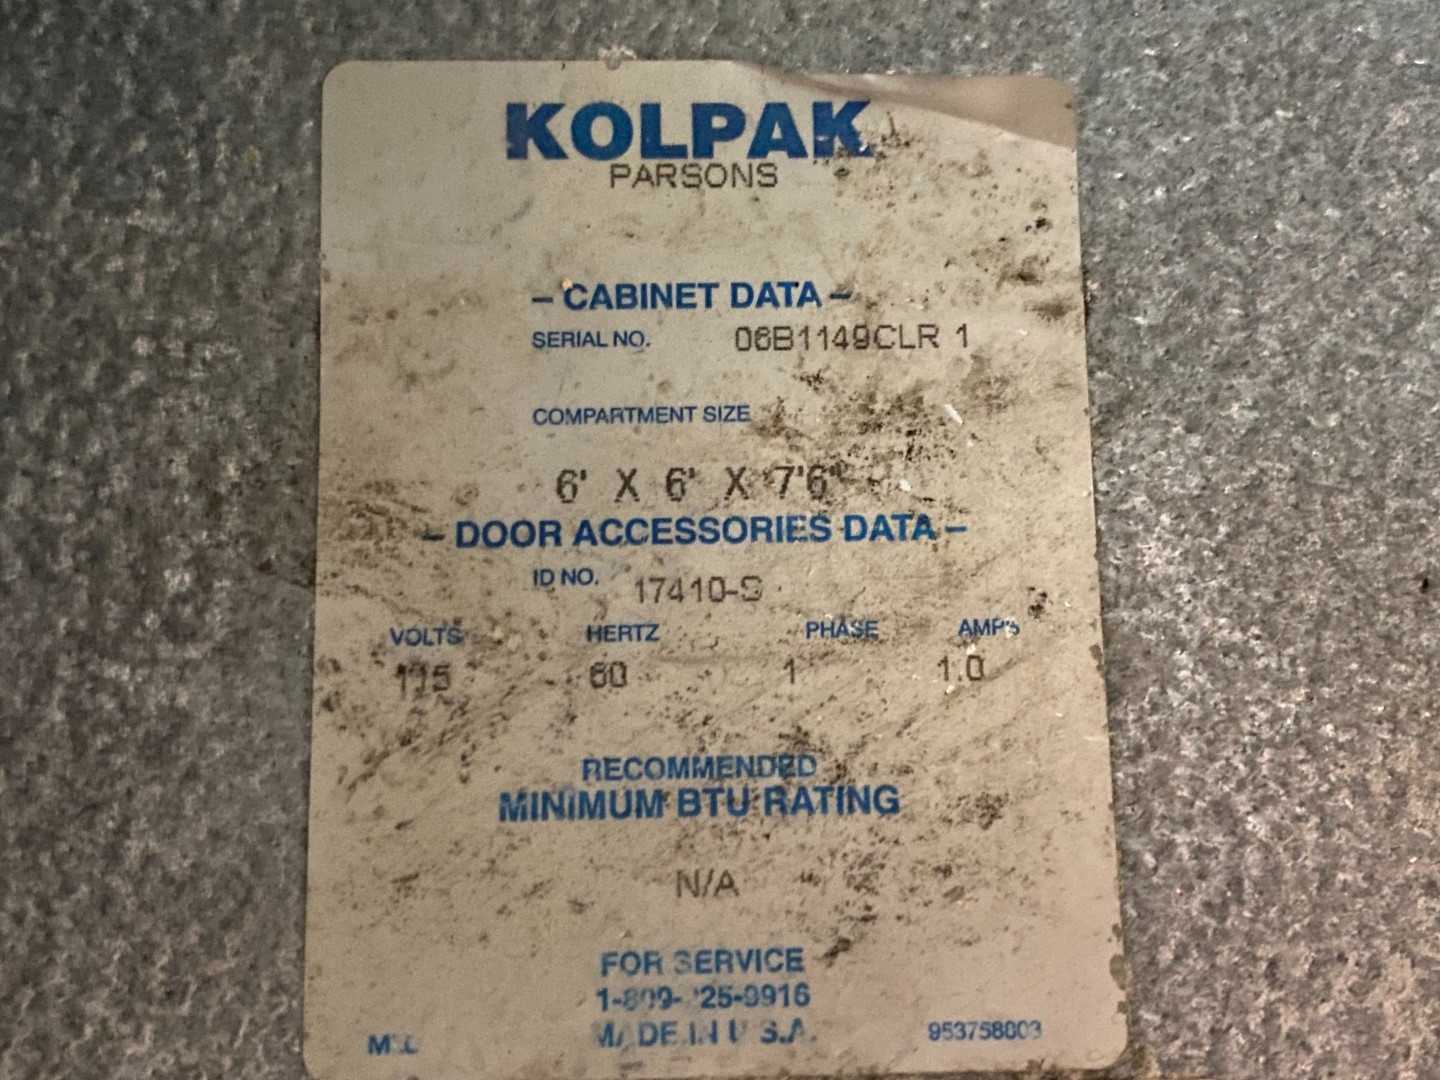 KOLPAK
PARSONS
– CABINET DATA –
SERIAL NO. 06B1149CLR 1
COMPARTMENT SIZE
6' X 6' X 7'6"
– DOOR ACCESSORIES DATA –
ID NO. 17410-S
VOLTS HERTZ PHASE AMPS
115 60 1 1.0
RECOMMENDED
MINIMUM BTU RATING
N/A
FOR SERVICE
MADE IN U.S.A.
953758003